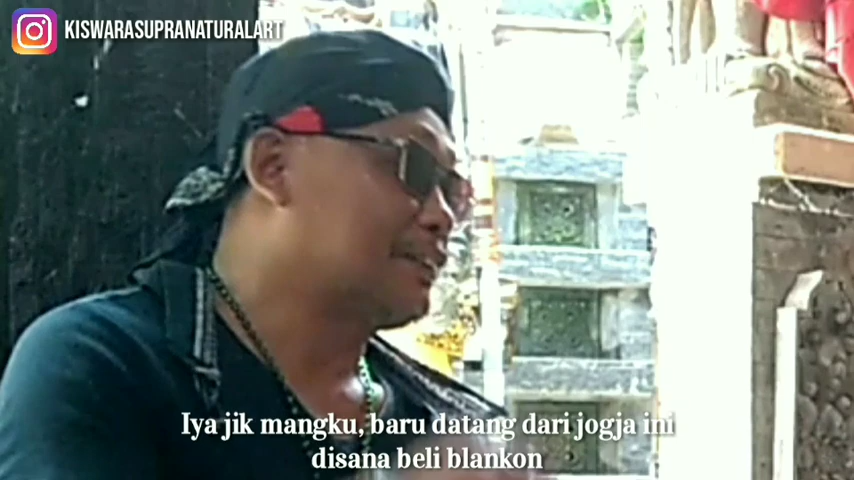 KISWARASUPRANATURALART
Iya jik mangku, baru datang dari jogja ini
disana beli blankon